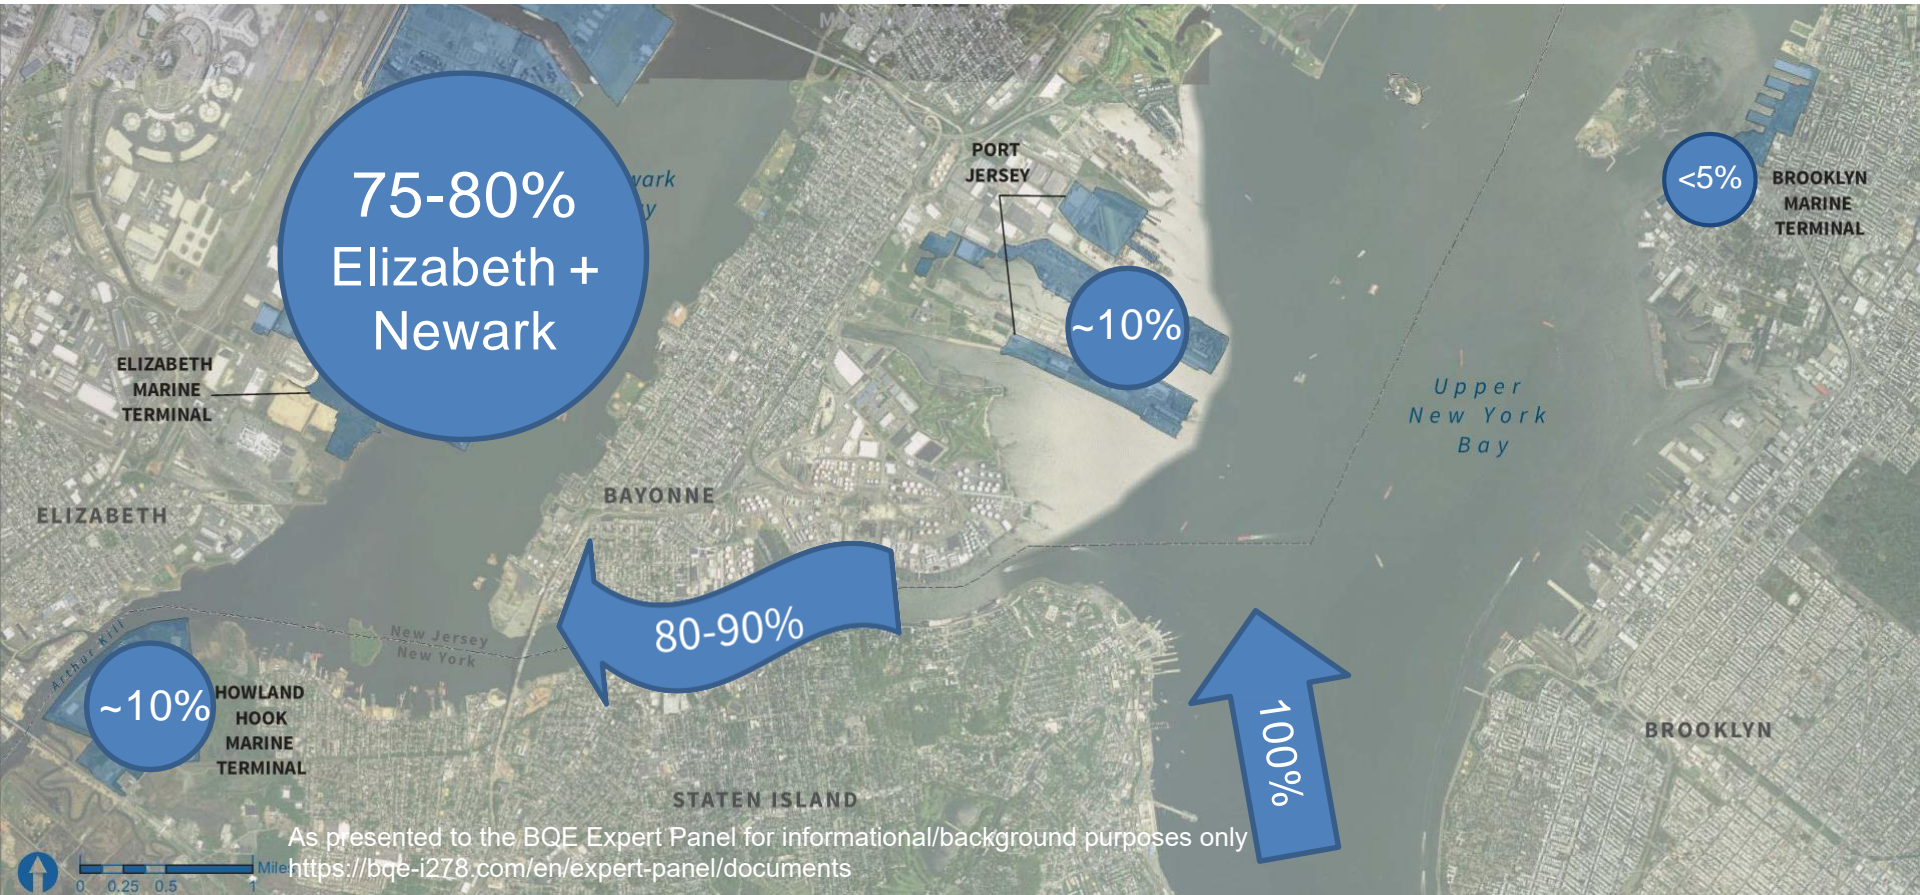 75-80%
Elizabeth +
Newark
PORT
JERSEY
<5%
BROOKLYN
MARINE
TERMINAL
~10%
ELIZABETH
MARINE
TERMINAL
Upper
New York
Bay
BAYONNE
ELIZABETH
80-90%
New Jersey
New York
Arthur Kill
~10%
HOWLAND
HOOK
MARINE
TERMINAL
100%
BROOKLYN
STATEN ISLAND
As presented to the BQE Expert Panel for informational/background purposes only
https://bqe-i278.com/en/expert-panel/documents
0 0.25 0.5 1